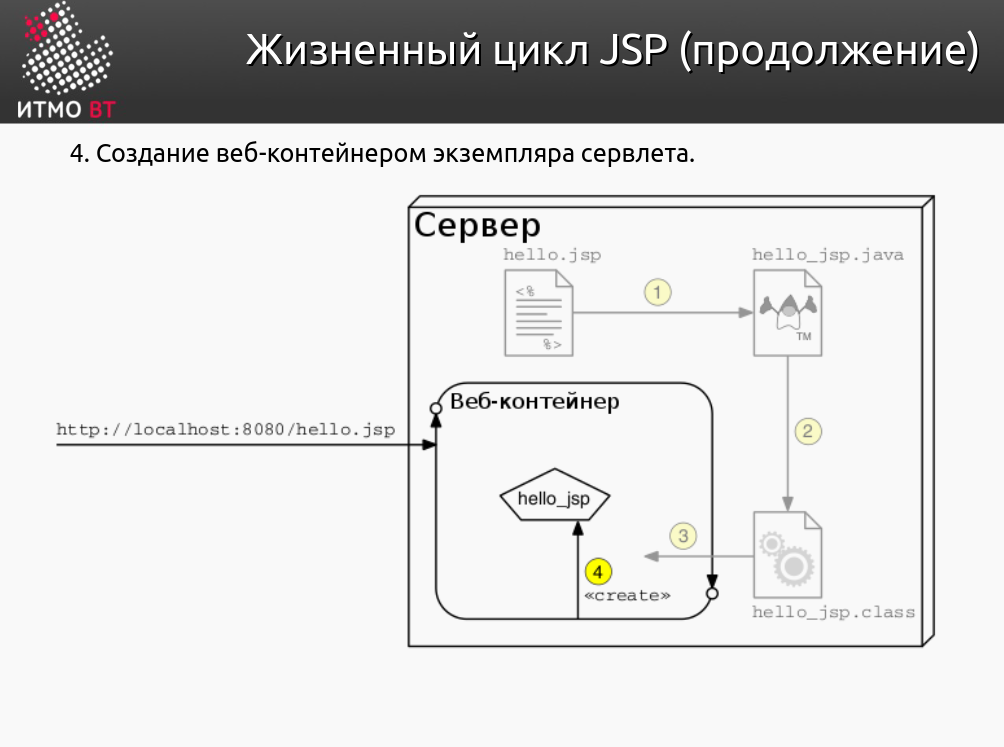 Жизненный цикл JSP (продолжение)
ИТМО ВТ
4. Создание веб-контейнером экземпляра сервлета.
Сервер
hello.jsp
hello_jsp.java
<%
%>
1
TM
Веб-контейнер
http://localhost:8080/hello.jsp
2
hello_jsp
3
4
«create»
hello_jsp.class